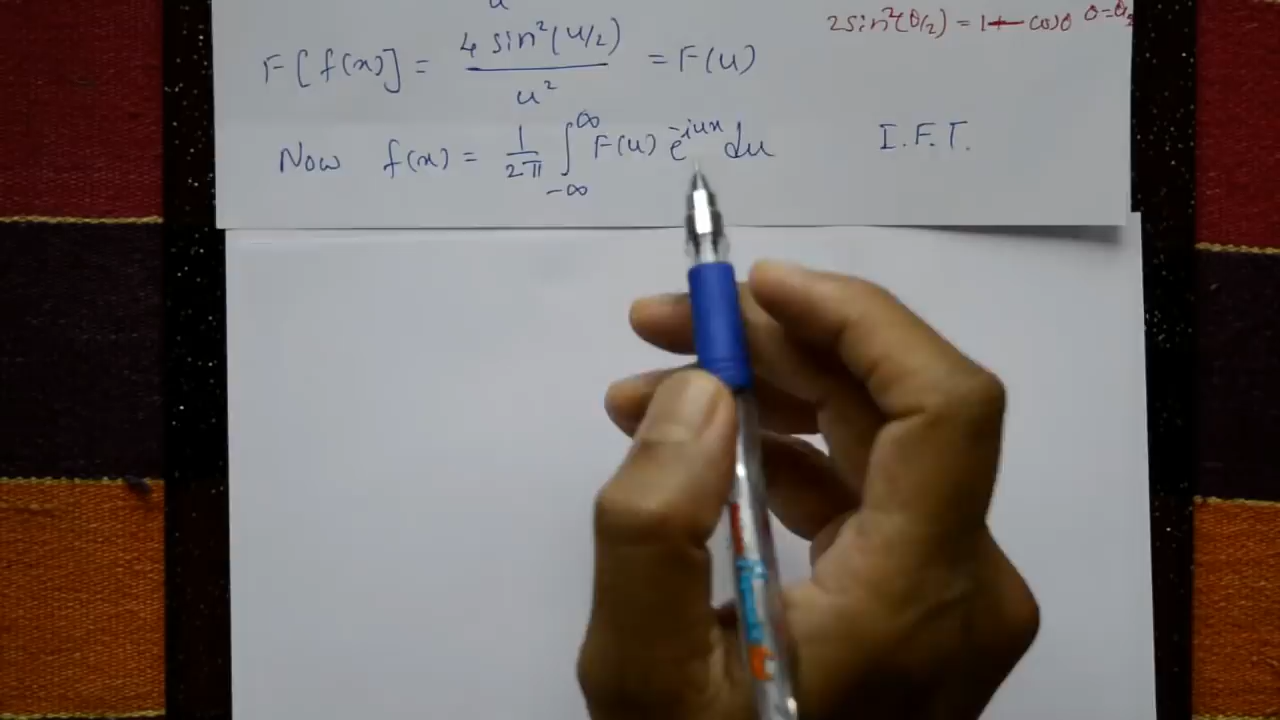 2sin²(θ/2) = 1 - cosθ
F[f(x)] = 4 sin²(u/2) / u² = F(u)
Now f(x) = 1/2π ∫_{-∞}^{∞} F(u) e^{-iux} du I.F.T.